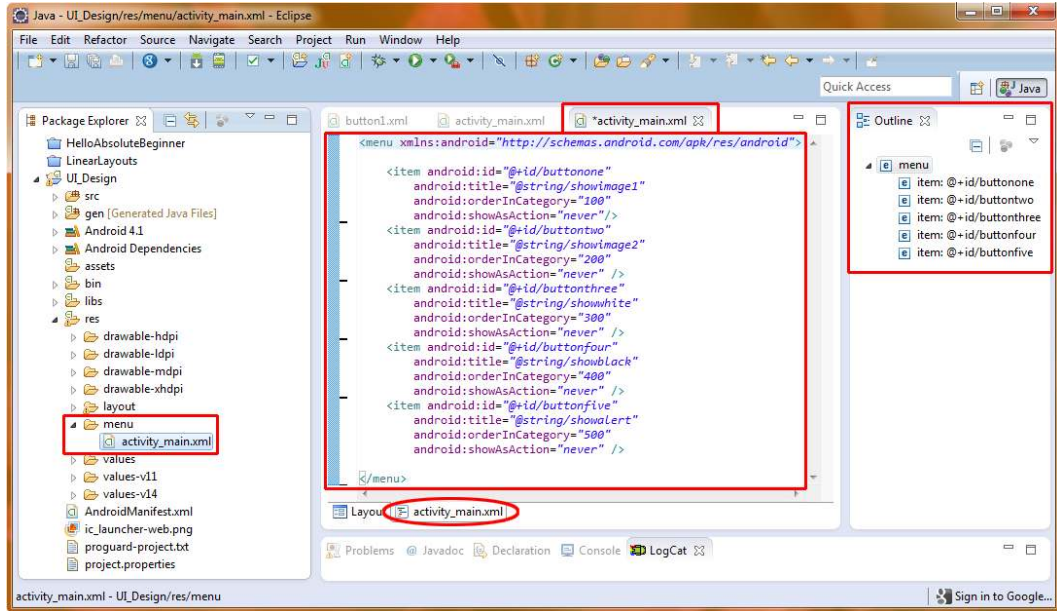 Java - UI_Design/res/menu/activity_main.xml - Eclipse
File Edit Refactor Source Navigate Search Project Run Window Help
Quick Access
Java
Package Explorer
HelloAbsoluteBeginner
LinearLayouts
UI_Design
src
gen [Generated Java Files]
Android 4.1
Android Dependencies
assets
bin
libs
res
drawable-hdpi
drawable-ldpi
drawable-mdpi
drawable-xhdpi
layout
menu
activity_main.xml
values
values-v11
values-v14
AndroidManifest.xml
ic_launcher-web.png
proguard-project.txt
project.properties
button1.xml activity_main.xml *activity_main.xml
<menu xmlns:android="http://schemas.android.com/apk/res/android">
<item android:id="@+id/buttonone"
android:title="@string/showimage1"
android:orderInCategory="100"
android:showAsAction="never"/>
<item android:id="@+id/buttontwo"
android:title="@string/showimage2"
android:orderInCategory="200"
android:showAsAction="never" />
<item android:id="@+id/buttonthree"
android:title="@string/showwhite"
android:orderInCategory="300"
android:showAsAction="never" />
<item android:id="@+id/buttonfour"
android:title="@string/showblack"
android:orderInCategory="400"
android:showAsAction="never" />
<item android:id="@+id/buttonfive"
android:title="@string/showalert"
android:orderInCategory="500"
android:showAsAction="never" />
</menu>
Layou activity_main.xml
Outline
menu
item: @+id/buttonone
item: @+id/buttontwo
item: @+id/buttonthree
item: @+id/buttonfour
item: @+id/buttonfive
Problems @ Javadoc Declaration Console LogCat
activity_main.xml - UI_Design/res/menu
Sign in to Google...